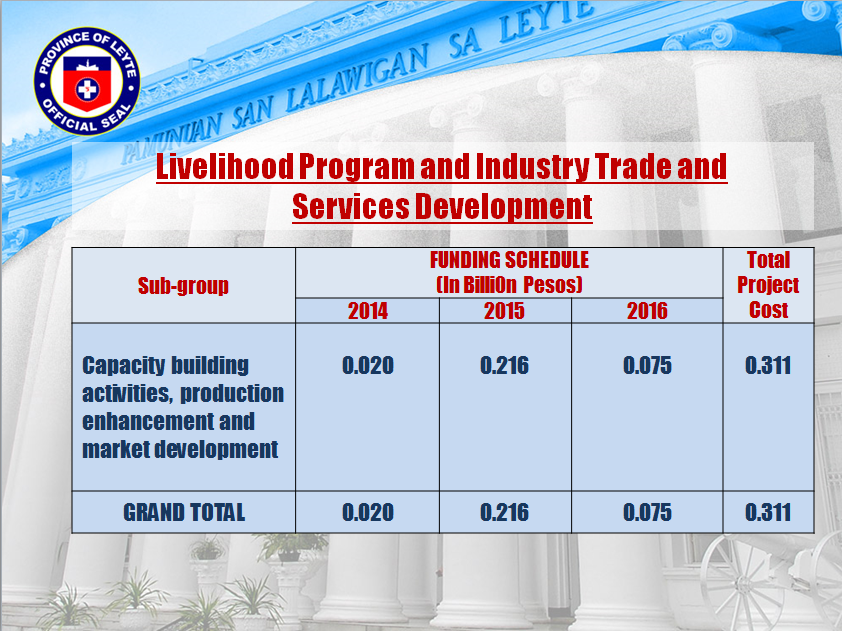 PROVINCE OF LEYTE
OFFICIAL SEAL
PAMUNUAN SAN LALAWIGAN SA LEYTE
Livelihood Program and Industry Trade and
Services Development
Sub-group
FUNDING SCHEDULE
(In Billi0n Pesos)
Total
Project
Cost
2014 2015 2016
Capacity building
activities, production
enhancement and
market development
0.020 0.216 0.075 0.311
GRAND TOTAL 0.020 0.216 0.075 0.311